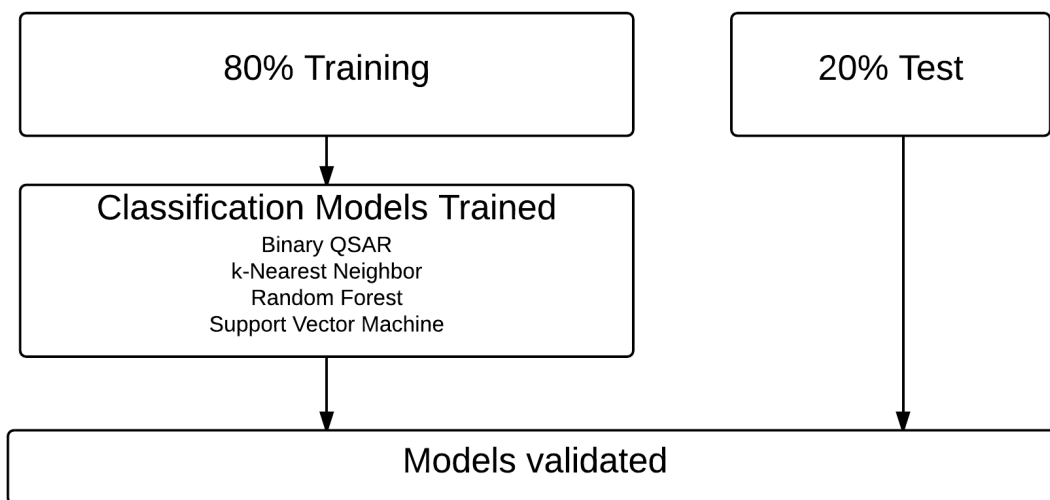 80% Training
20% Test
Classification Models Trained
Binary QSAR
k-Nearest Neighbor
Random Forest
Support Vector Machine
Models validated